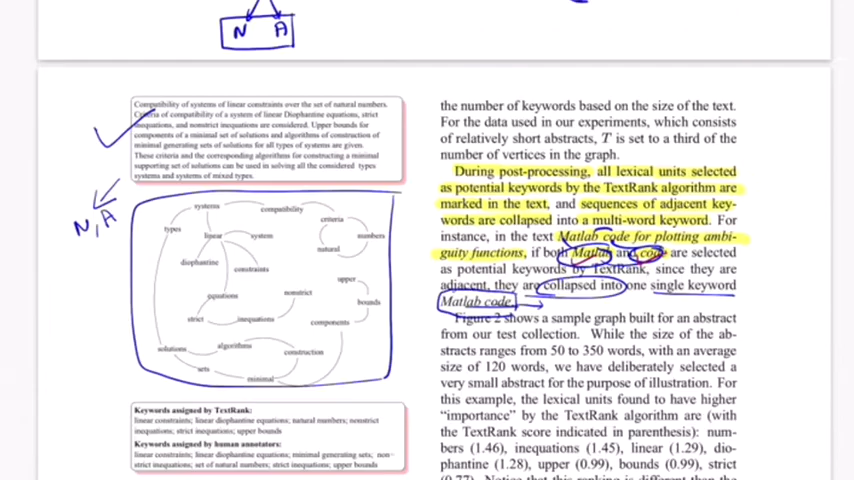 N A
Compatibility of systems of linear constraints over the set of natural numbers.
Criteria of compatibility of a system of linear Diophantine equations, strict
inequations, and nonstrict inequations are considered. Upper bounds for
components of a minimal set of solutions and algorithms of construction of
minimal generating sets of solutions for all types of systems are given.
These criteria and the corresponding algorithms for constructing a minimal
supporting set of solutions can be used in solving all the considered types
systems and systems of mixed types.
N, A
systems
compatibility
criteria
types
linear
system
numbers
natural
diophantine
constraints
upper
nonstrict
equations
bounds
strict
inequations
components
solutions
algorithms
construction
sets
minimal
Keywords assigned by TextRank:
linear constraints; linear diophantine equations; natural numbers; nonstrict
inequations; strict inequations; upper bounds
Keywords assigned by human annotators:
linear constraints; linear diophantine equations; minimal generating sets; non-
strict inequations; set of natural numbers; strict inequations; upper bounds
the number of keywords based on the size of the text.
For the data used in our experiments, which consists
of relatively short abstracts, T is set to a third of the
number of vertices in the graph.
During post-processing, all lexical units selected
as potential keywords by the TextRank algorithm are
marked in the text, and sequences of adjacent key-
words are collapsed into a multi-word keyword. For
instance, in the text Matlab code for plotting ambi-
guity functions, if both Matlab and code are selected
as potential keywords by TextRank, since they are
adjacent, they are collapsed into one single keyword
Matlab code.
Figure 2 shows a sample graph built for an abstract
from our test collection. While the size of the ab-
stracts ranges from 50 to 350 words, with an average
size of 120 words, we have deliberately selected a
very small abstract for the purpose of illustration. For
this example, the lexical units found to have higher
"importance" by the TextRank algorithm are (with
the TextRank score indicated in parenthesis): num-
bers (1.46), inequations (1.45), linear (1.29), dio-
phantine (1.28), upper (0.99), bounds (0.99), strict